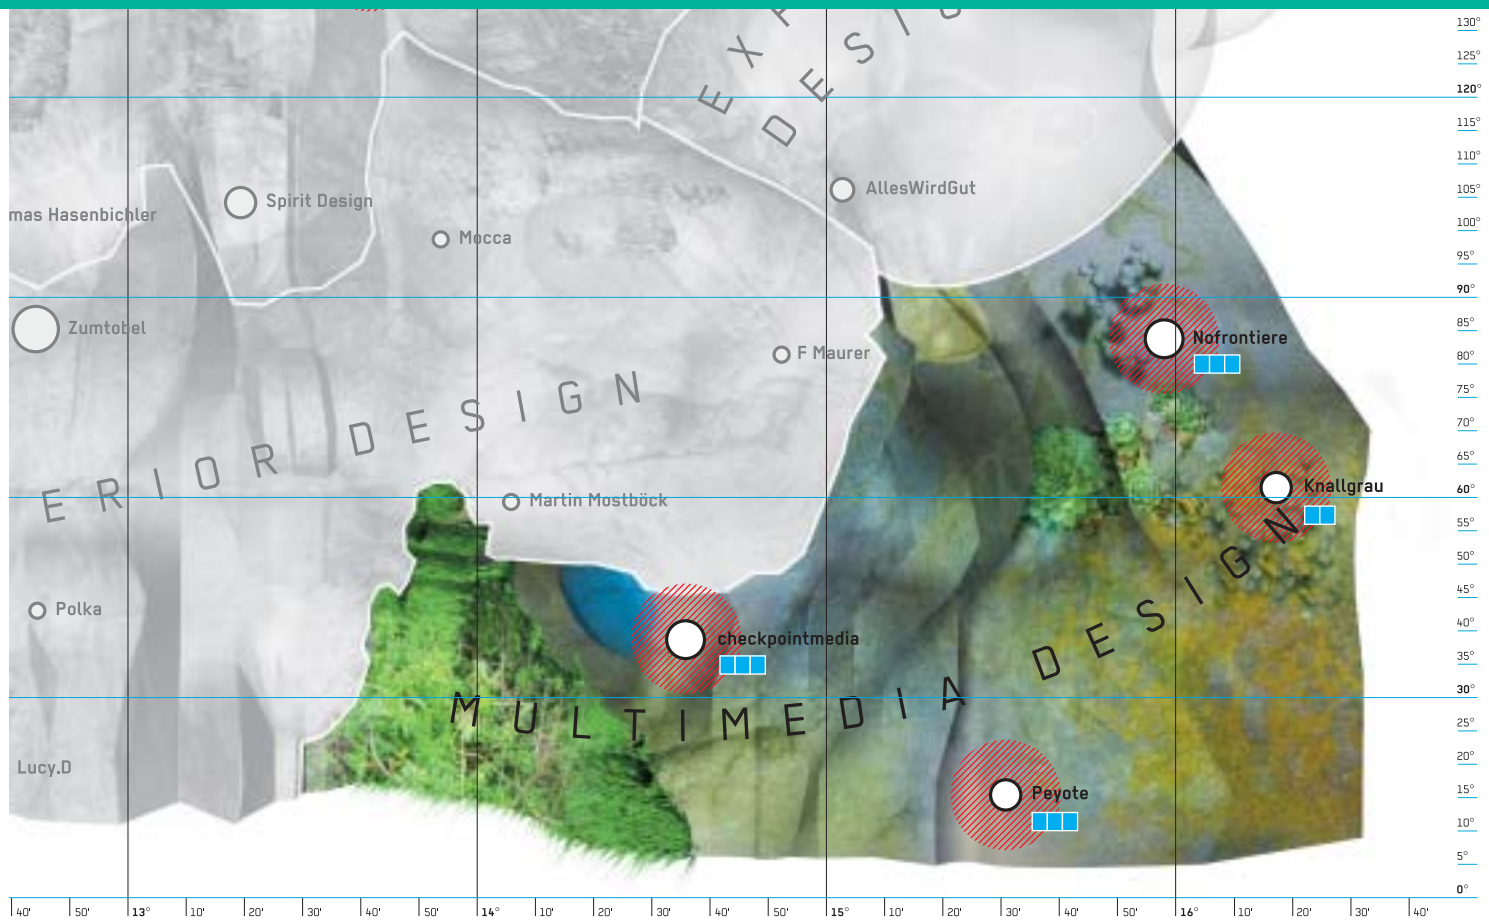 EXP
DESIG
130°
125°
120°
115°
110°
105°
100°
95°
90°
85°
80°
75°
70°
65°
60°
55°
50°
45°
40°
35°
30°
25°
20°
15°
10°
5°
0°
AllesWirdGut
Spirit Design
mas Hasenbichler
Mocca
Zumtobel
F Maurer
Nofrontiere
ERIOR DESIGN
Martin Mostböck
Knallgrau
Polka
checkpointmedia
MULTIMEDIA DESIGN
Lucy.D
Peyote
40' 50' 13° 10' 20' 30' 40' 50' 14° 10' 20' 30' 40' 50' 15° 10' 20' 30' 40' 50' 16° 10' 20' 30' 40'